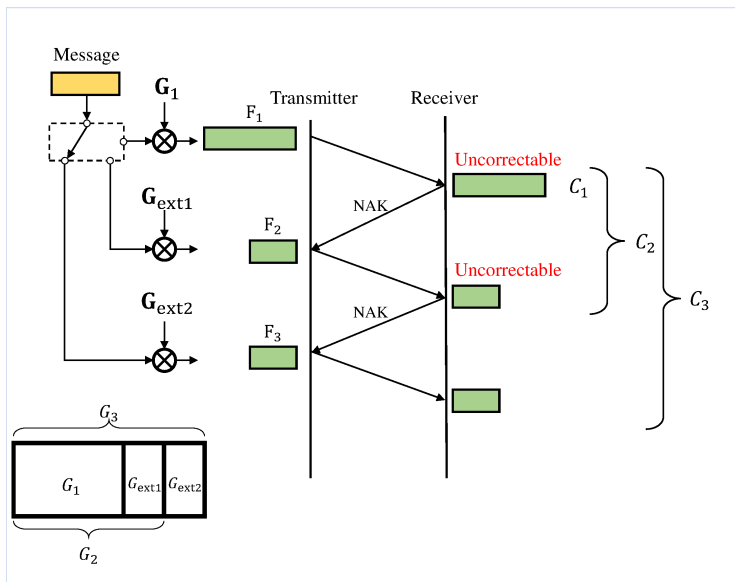 Message
G1
Transmitter
Receiver
F1
Uncorrectable
C1
NAK
Gext1
F2
C2
Uncorrectable
C3
Gext2
NAK
F3
G3
G1
Gext1
Gext2
G2